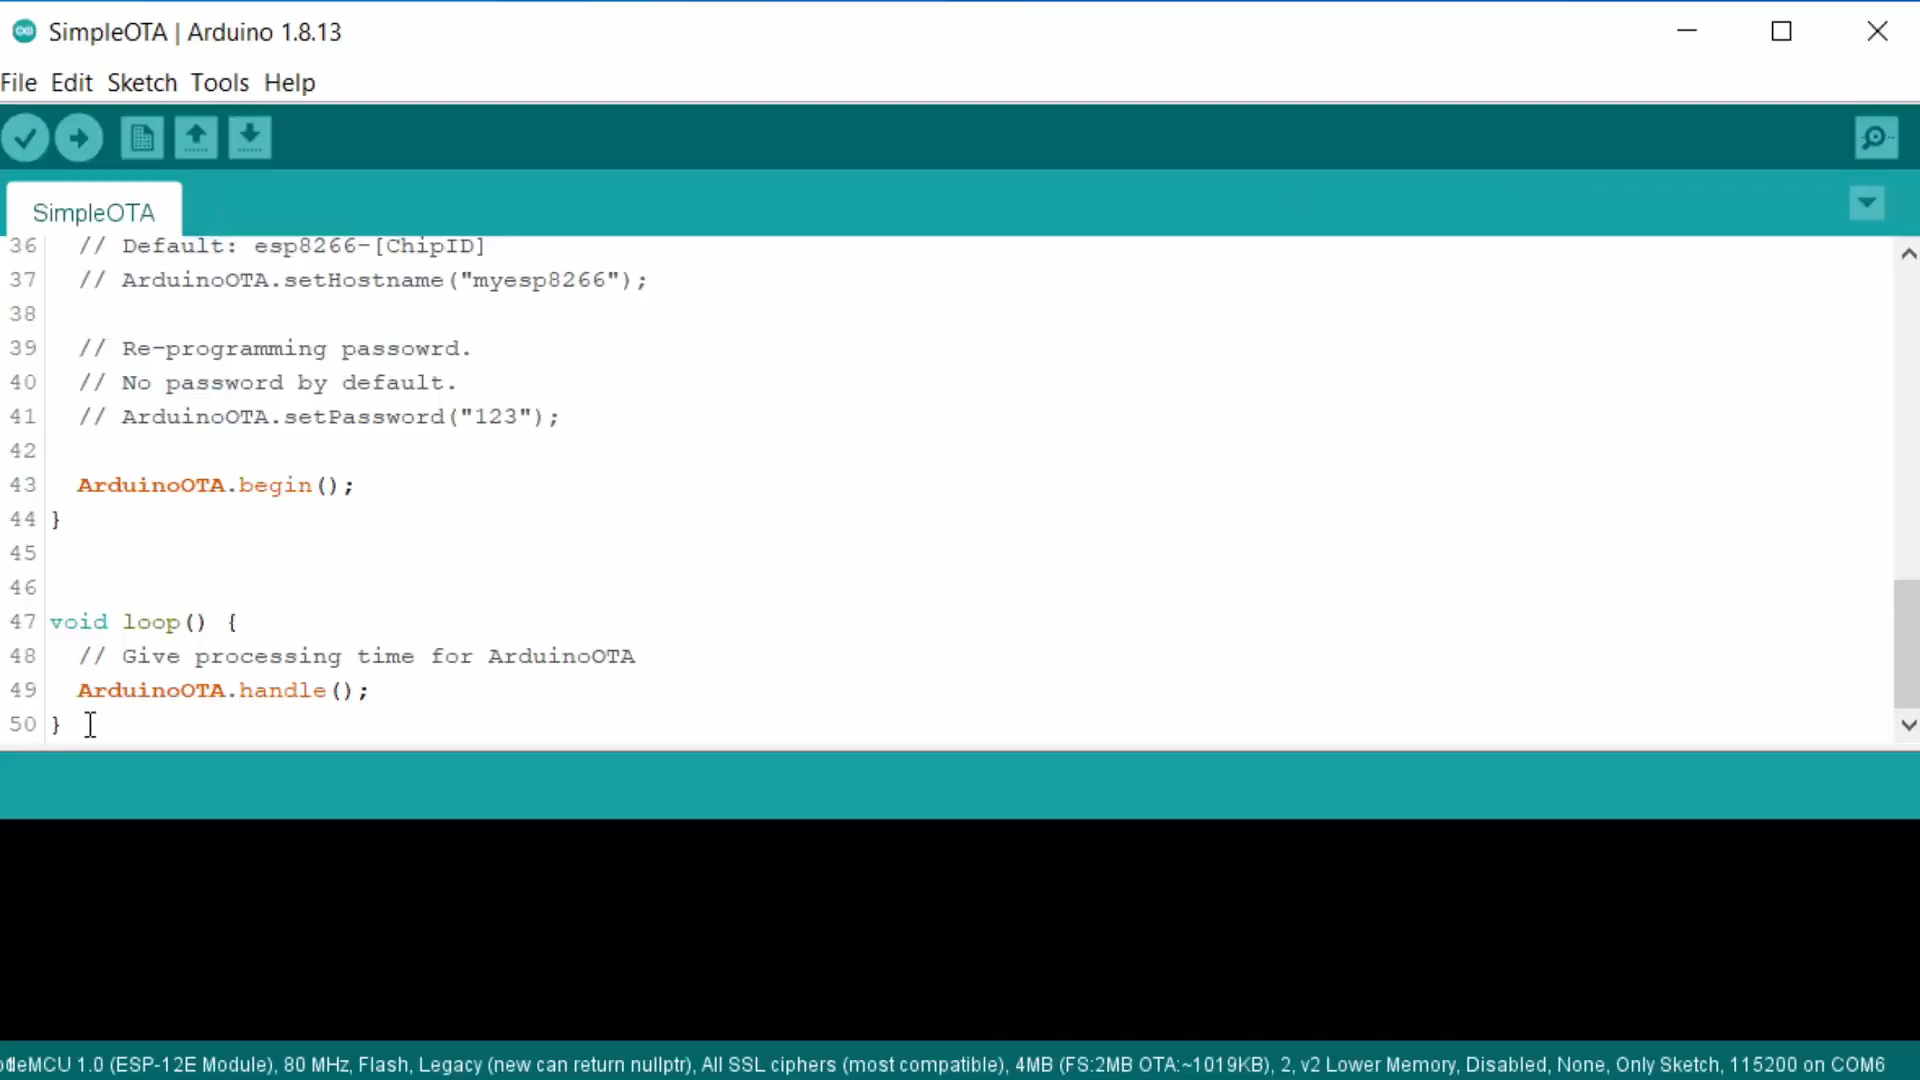 SimpleOTA | Arduino 1.8.13
File Edit Sketch Tools Help
SimpleOTA
36 // Default: esp8266-[ChipID]
37 // ArduinoOTA.setHostname("myesp8266");
38
39 // Re-programming passowrd.
40 // No password by default.
41 // ArduinoOTA.setPassword("123");
42
43 ArduinoOTA.begin();
44 }
45
46
47 void loop() {
48 // Give processing time for ArduinoOTA
49 ArduinoOTA.handle();
50 }
(ESP-12E Module), 80 MHz, Flash, Legacy (new can return nullptr), All SSL ciphers (most compatible), 4MB (FS:2MB OTA:~1019KB), 2, v2 Lower Memory, Disabled, None, Only Sketch, 115200 on COM6